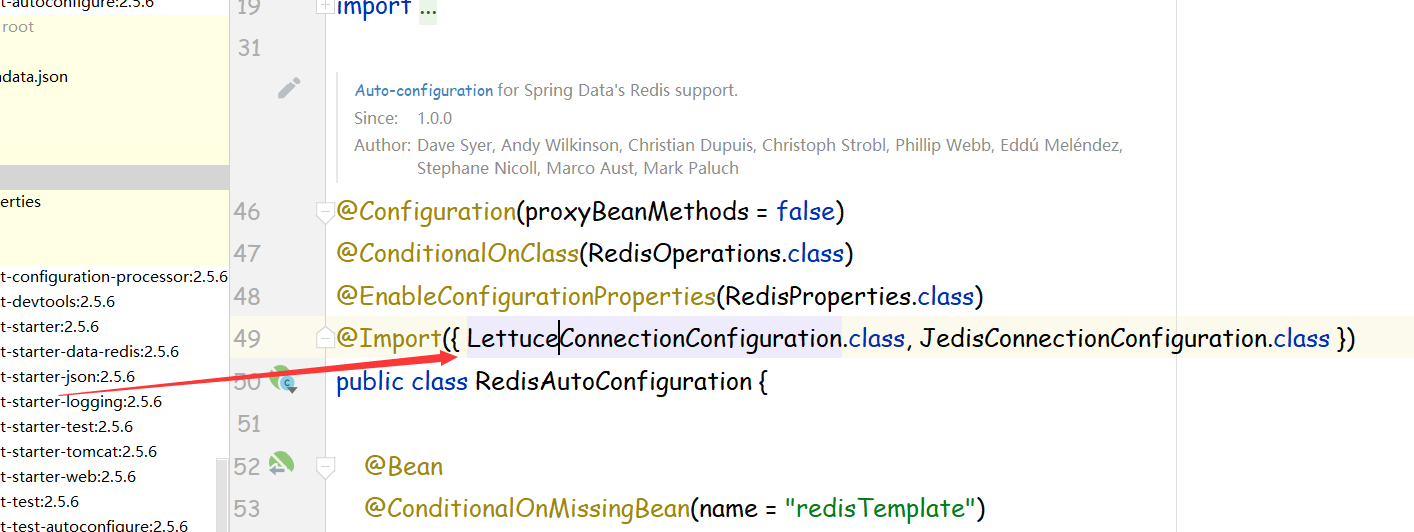 t-autoconfigure:2.5.6
root
data.json
erties
t-configuration-processor:2.5.6
t-devtools:2.5.6
t-starter:2.5.6
t-starter-data-redis:2.5.6
t-starter-json:2.5.6
t-starter-logging:2.5.6
t-starter-test:2.5.6
t-starter-tomcat:2.5.6
t-starter-web:2.5.6
t-test:2.5.6
t-test-autoconfigure:2.5.6
19 import ...
31
Auto-configuration for Spring Data's Redis support.
Since: 1.0.0
Author: Dave Syer, Andy Wilkinson, Christian Dupuis, Christoph Strobl, Phillip Webb, Eddú Meléndez,
Stephane Nicoll, Marco Aust, Mark Paluch
46 @Configuration(proxyBeanMethods = false)
47 @ConditionalOnClass(RedisOperations.class)
48 @EnableConfigurationProperties(RedisProperties.class)
49 @Import({ LettuceConnectionConfiguration.class, JedisConnectionConfiguration.class })
50 public class RedisAutoConfiguration {
51
52 @Bean
53 @ConditionalOnMissingBean(name = "redisTemplate")